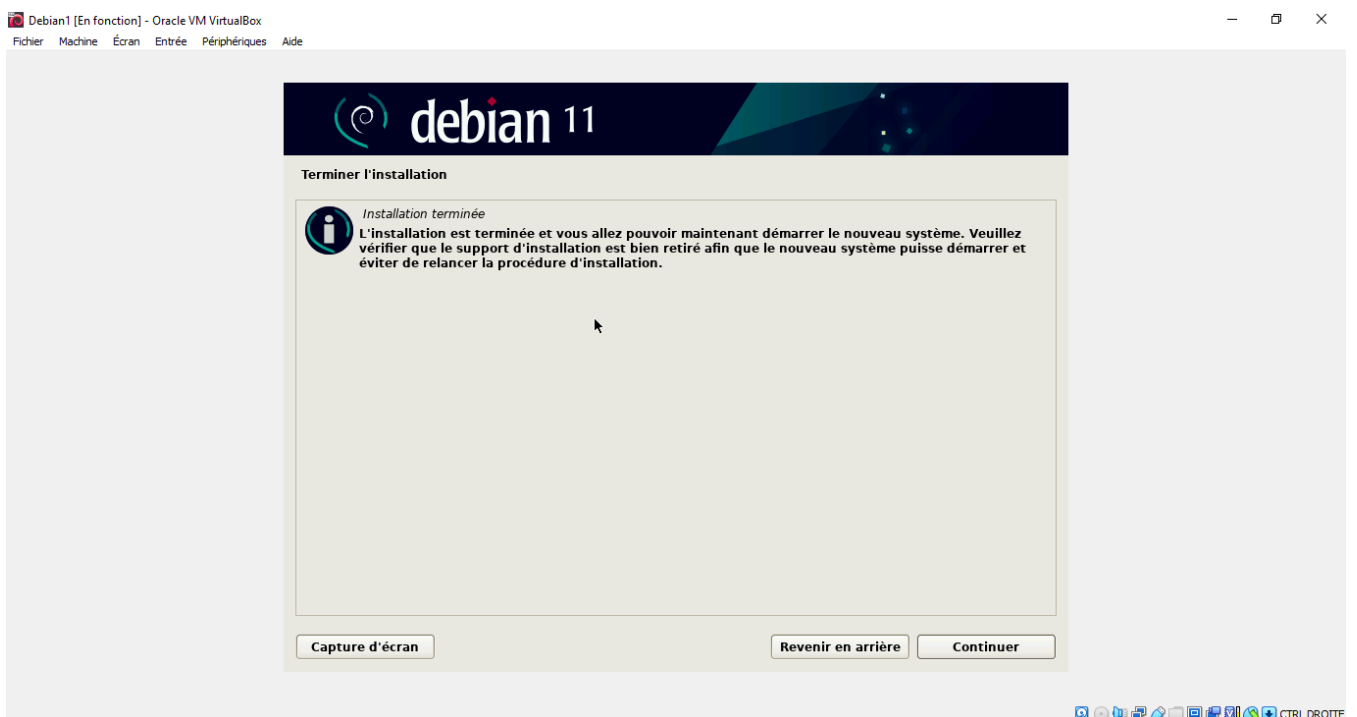 Debian1 [En fonction] - Oracle VM VirtualBox
Fichier Machine Écran Entrée Périphériques Aide
debian 11
Terminer l'installation
Installation terminée
L'installation est terminée et vous allez pouvoir maintenant démarrer le nouveau système. Veuillez
vérifier que le support d'installation est bien retiré afin que le nouveau système puisse démarrer et
éviter de relancer la procédure d'installation.
Capture d'écran
Revenir en arrière
Continuer
CTRL DROITE